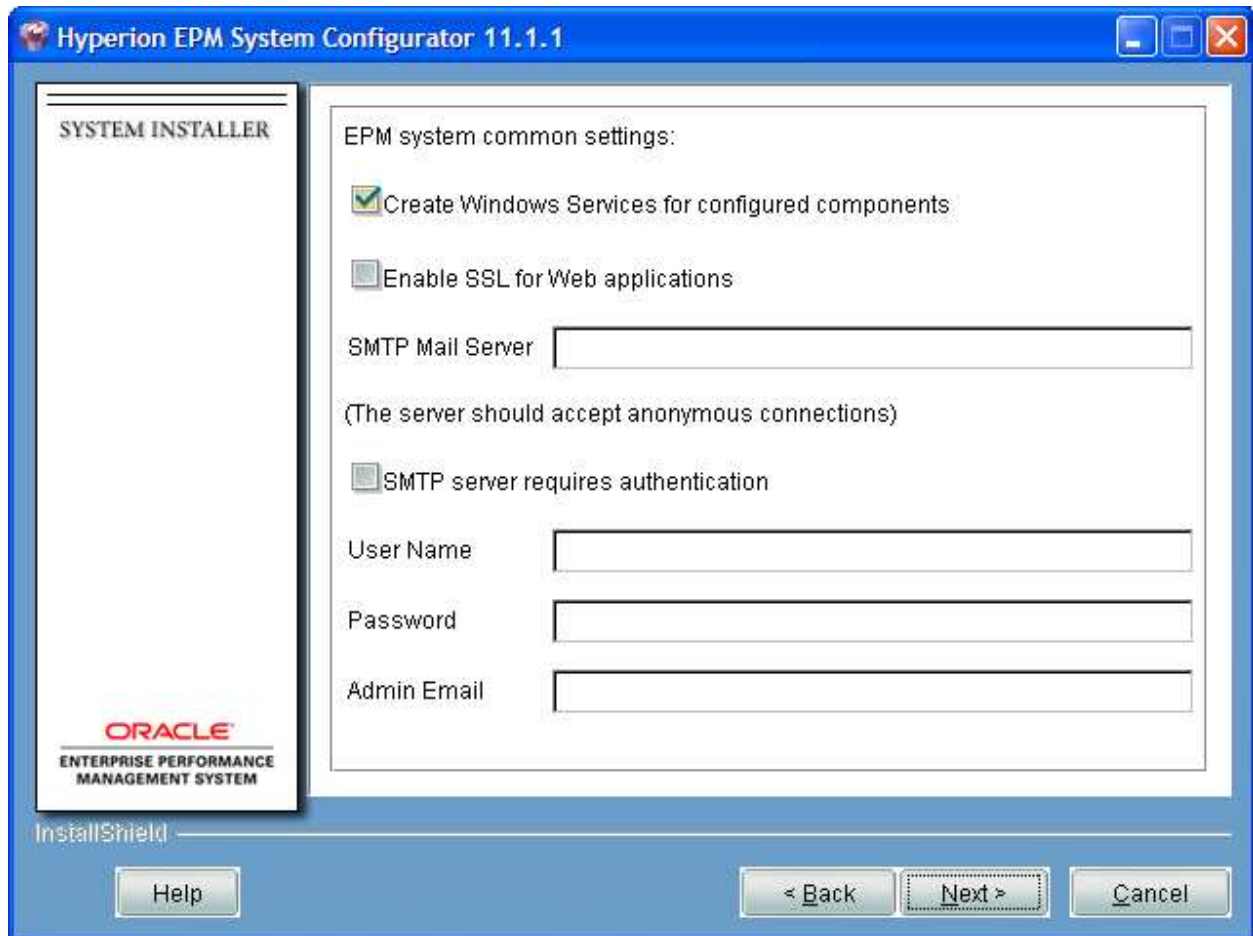 Hyperion EPM System Configurator 11.1.1
SYSTEM INSTALLER
EPM system common settings:
Create Windows Services for configured components
Enable SSL for Web applications
SMTP Mail Server
(The server should accept anonymous connections)
SMTP server requires authentication
User Name
Password
Admin Email
ORACLE
ENTERPRISE PERFORMANCE
MANAGEMENT SYSTEM
InstallShield
Help
< Back
Next >
Cancel